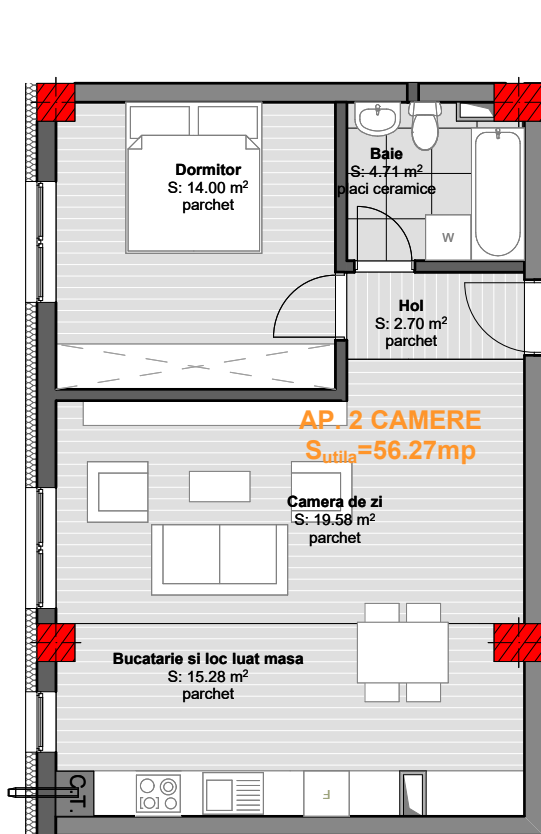 Dormitor
S: 14.00 m²
parchet
Baie
S: 4.71 m²
placi ceramice
W
Hol
S: 2.70 m²
parchet
AP. 2 CAMERE
Sutila=56.27mp
Camera de zi
S: 19.58 m²
parchet
Bucatarie si loc luat masa
S: 15.28 m²
parchet
C.T.
F